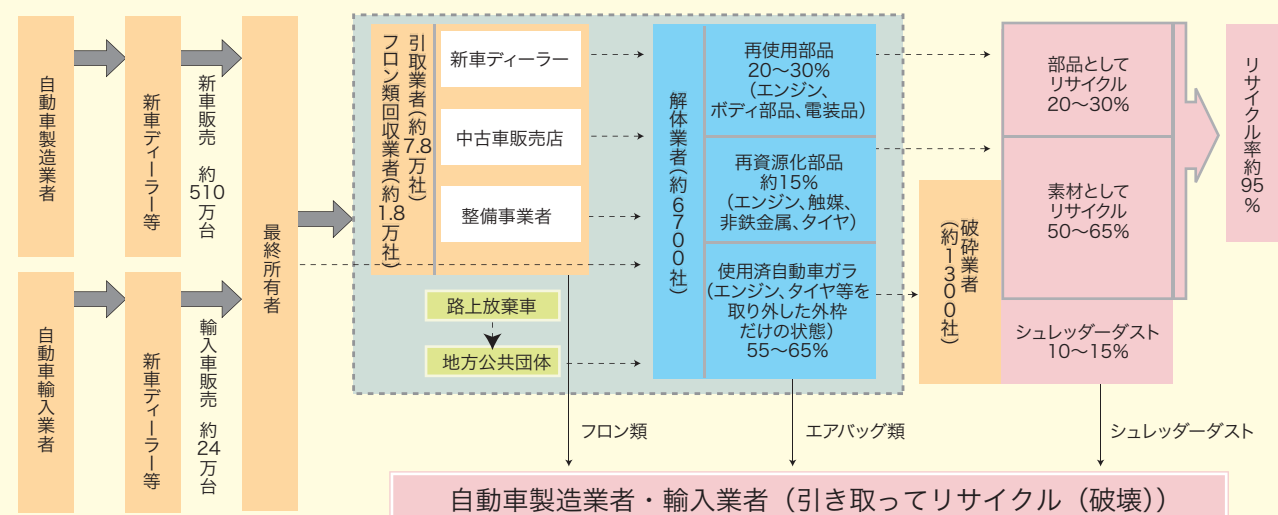 自動車製造業者
新車ディーラー等
新車販売 約510万台
自動車輸入業者
新車ディーラー等
輸入車販売 約24万台
最終所有者
引取業者(約7.8万社)
フロン類回収業者(約1.8万社)
新車ディーラー
中古車販売店
整備事業者
路上放棄車
地方公共団体
解体業者(約6700社)
再使用部品
20〜30%
(エンジン、
ボディ部品、電装品)
再資源化部品
約15%
(エンジン、触媒、
非鉄金属、タイヤ)
使用済自動車ガラ
(エンジン、タイヤ等を
取り外した外枠
だけの状態)
55〜65%
破砕業者
(約1300社)
部品として
リサイクル
20〜30%
素材として
リサイクル
50〜65%
シュレッダーダスト
10〜15%
リサイクル率約95%
フロン類
エアバッグ類
シュレッダーダスト
自動車製造業者・輸入業者(引き取ってリサイクル(破壊))